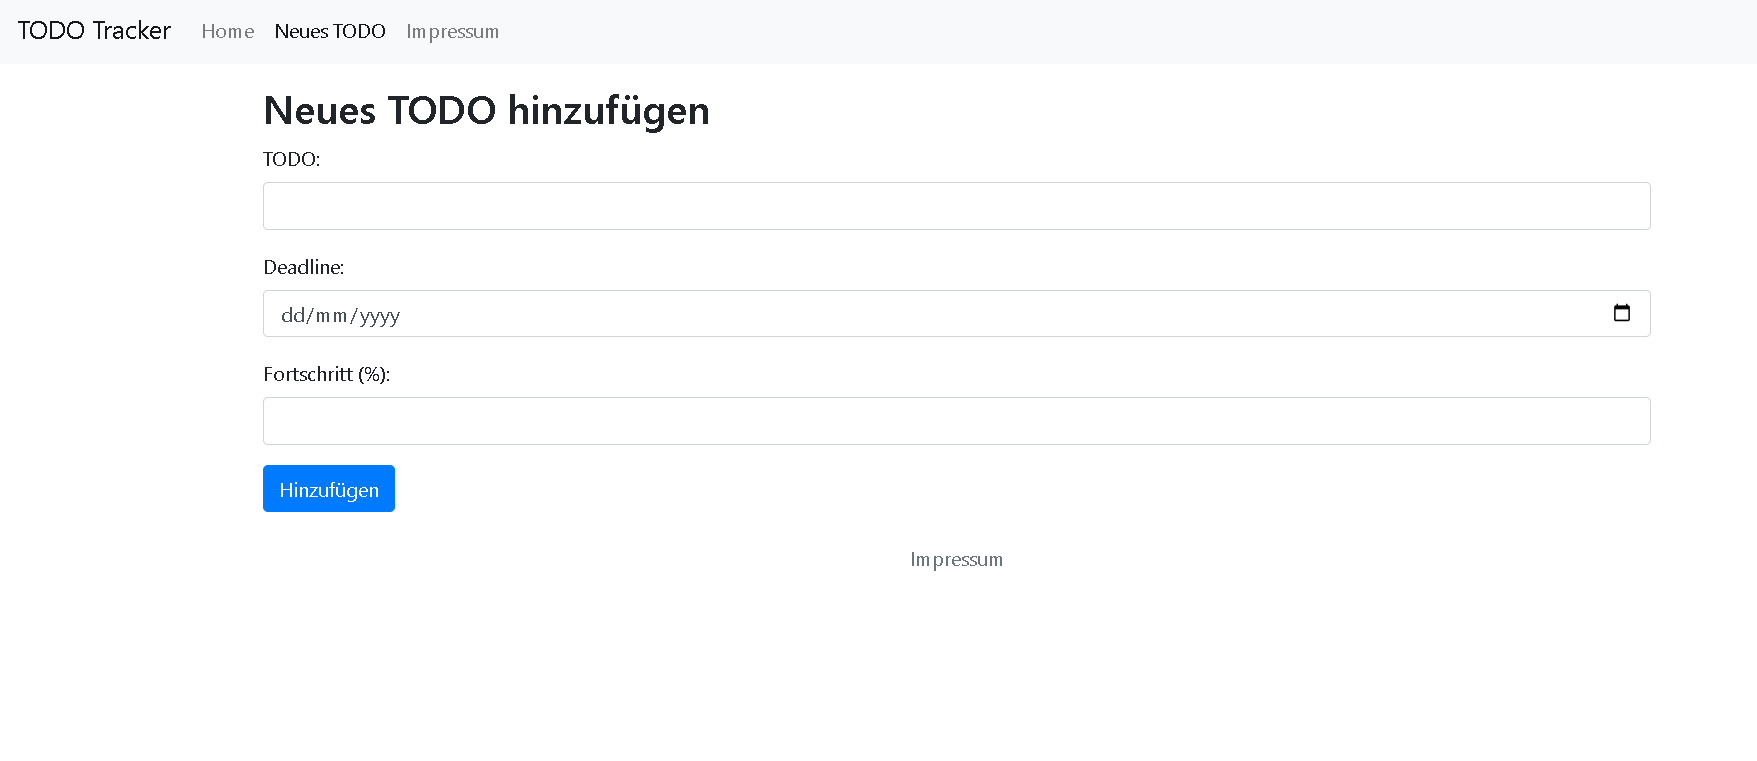 TODO Tracker Home Neues TODO Impressum
Neues TODO hinzufügen
TODO:
Deadline:
dd/mm/yyyy
Fortschritt (%):
Hinzufügen
Impressum